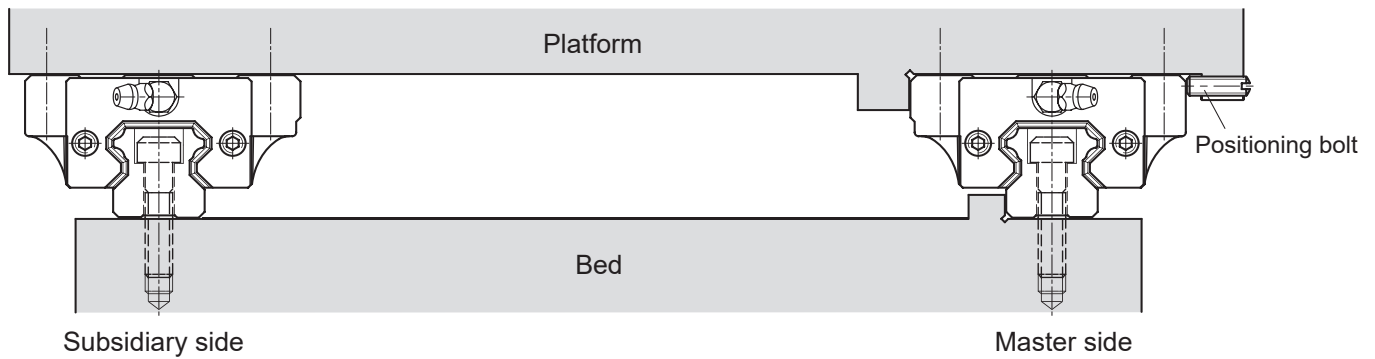 Platform
Positioning bolt
Bed
Subsidiary side
Master side